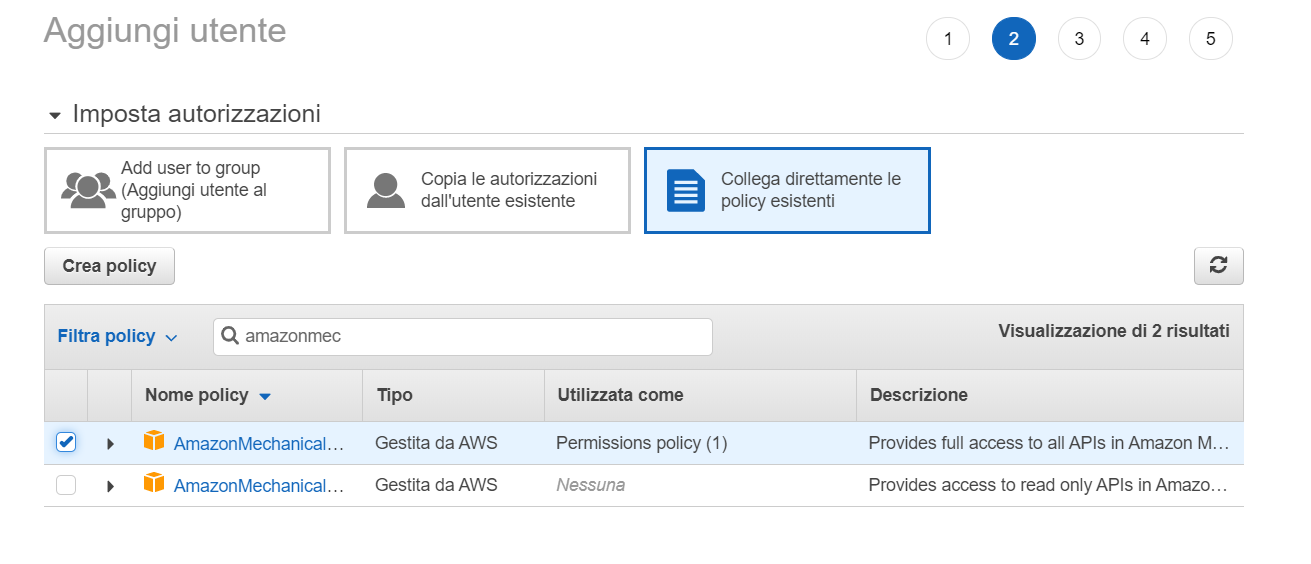 Aggiungi utente
1 2 3 4 5
Imposta autorizzazioni
Add user to group
(Aggiungi utente al
gruppo)
Copia le autorizzazioni
dall'utente esistente
Collega direttamente le
policy esistenti
Crea policy
Filtra policy
amazonmec
Visualizzazione di 2 risultati
Nome policy Tipo Utilizzata come Descrizione
AmazonMechanical… Gestita da AWS Permissions policy (1) Provides full access to all APIs in Amazon M…
AmazonMechanical… Gestita da AWS Nessuna Provides access to read only APIs in Amazo…